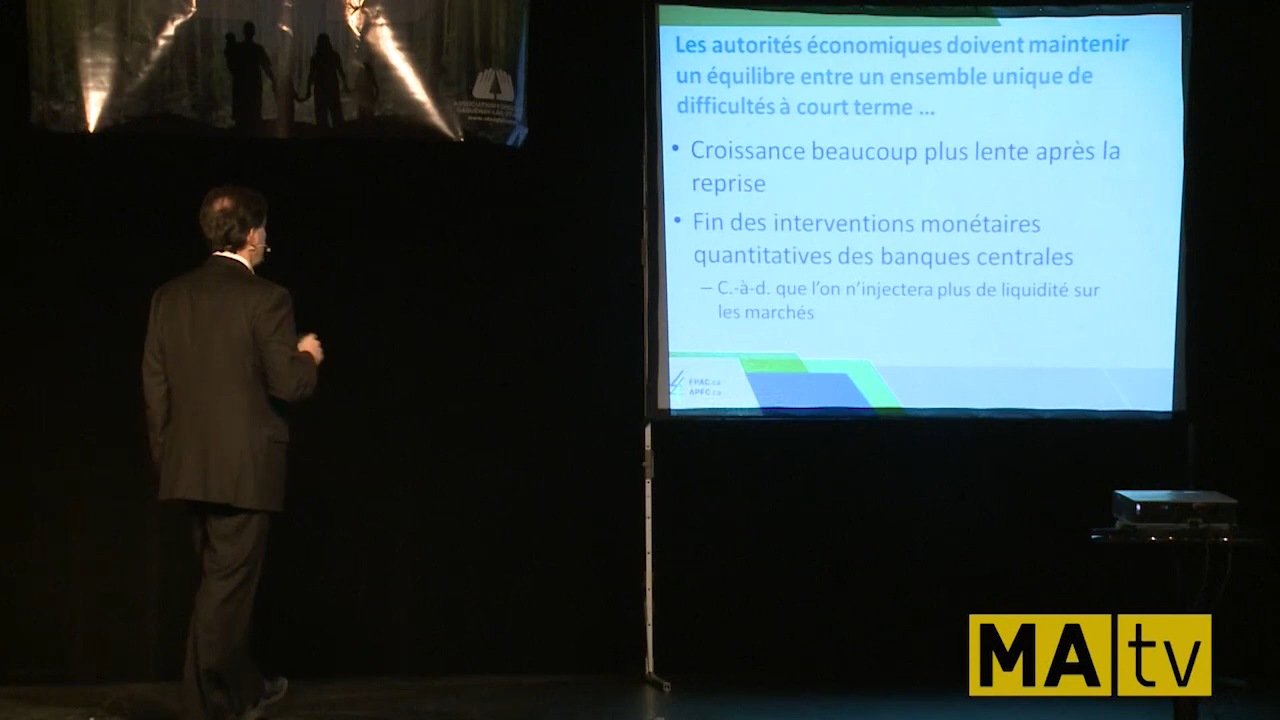 Les autorités économiques doivent maintenir
un équilibre entre un ensemble unique de
difficultés à court terme ...
• Croissance beaucoup plus lente après la
reprise
• Fin des interventions monétaires
quantitatives des banques centrales
– C.-à-d. que l'on n'injectera plus de liquidité sur
les marchés
FPAC.ca
APFC.ca
MAtv